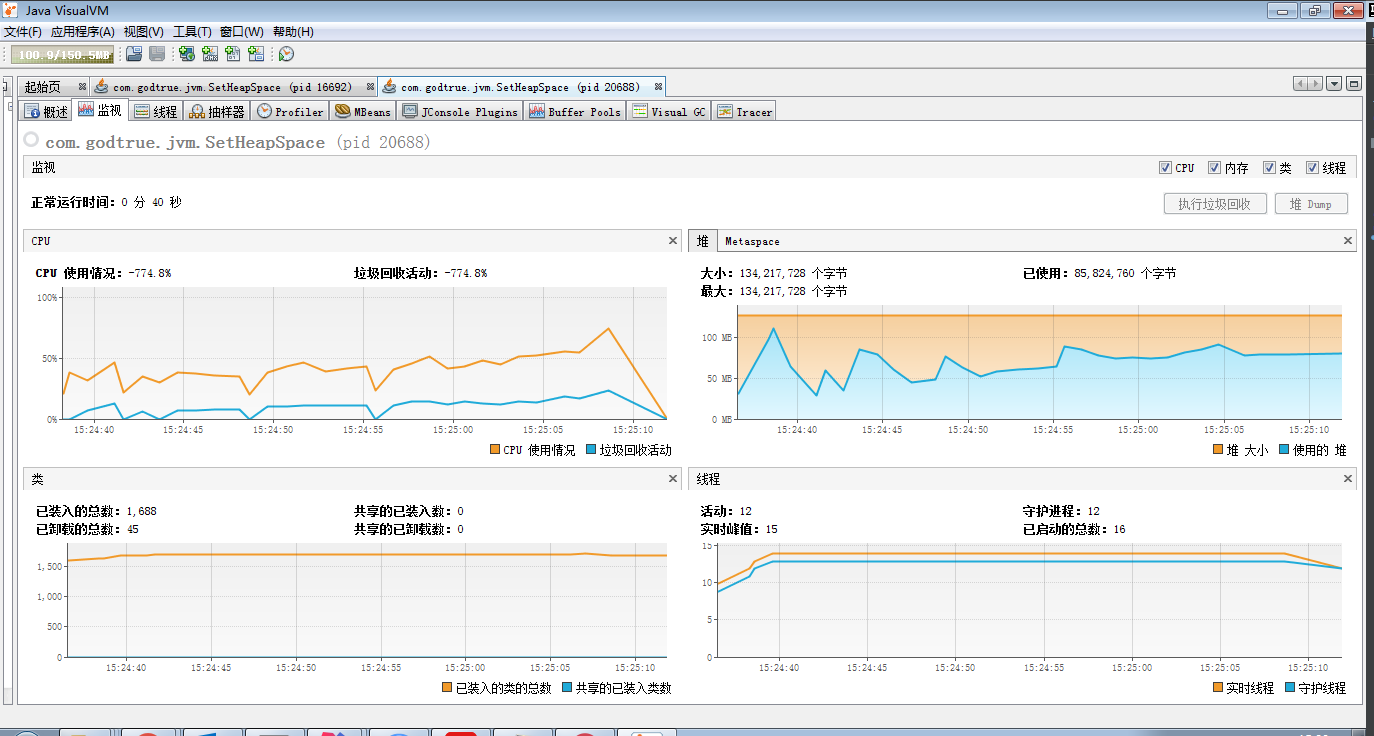 Java VisualVM
文件(F) 应用程序(A) 视图(V) 工具(T) 窗口(W) 帮助(H)
100.9/150.5MB
起始页 com.godtrue.jvm.SetHeapSpace (pid 16692) com.godtrue.jvm.SetHeapSpace (pid 20688)
概述 监视 线程 抽样器 Profiler MBeans JConsole Plugins Buffer Pools Visual GC Tracer
com.godtrue.jvm.SetHeapSpace (pid 20688)
监视 CPU 内存 类 线程
正常运行时间: 0 分 40 秒 执行垃圾回收 堆 Dump
CPU
CPU 使用情况: -774.8% 垃圾回收活动: -774.8%
100%
50%
0%
15:24:40 15:24:45 15:24:50 15:24:55 15:25:00 15:25:05 15:25:10
CPU 使用情况 垃圾回收活动
堆 Metaspace
大小: 134,217,728 个字节 已使用: 85,824,760 个字节
最大: 134,217,728 个字节
100 MB
50 MB
0 MB
15:24:40 15:24:45 15:24:50 15:24:55 15:25:00 15:25:05 15:25:10
堆 大小 使用的 堆
类
已装入的总数: 1,688 共享的已装入数: 0
已卸载的总数: 45 共享的已卸载数: 0
1,500
1,000
500
0
15:24:40 15:24:45 15:24:50 15:24:55 15:25:00 15:25:05 15:25:10
已装入的类的总数 共享的已装入类数
线程
活动: 12 守护进程: 12
实时峰值: 15 已启动的总数: 16
15
10
5
0
15:24:40 15:24:45 15:24:50 15:24:55 15:25:00 15:25:05 15:25:10
实时线程 守护线程